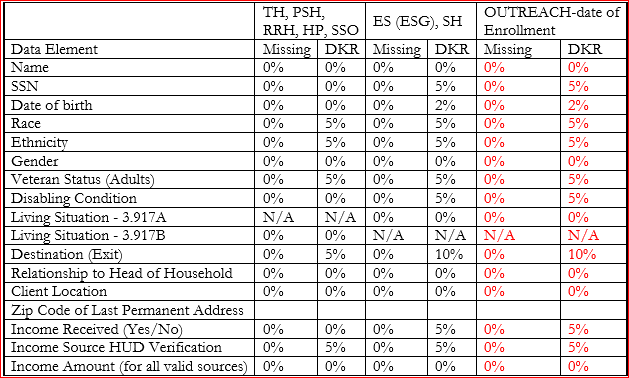 TH, PSH, RRH, HP, SSO ES (ESG), SH OUTREACH-date of Enrollment
Data Element Missing DKR Missing DKR Missing DKR
Name 0% 0% 0% 0% 0% 0%
SSN 0% 0% 0% 5% 0% 5%
Date of birth 0% 0% 0% 2% 0% 2%
Race 0% 5% 0% 5% 0% 5%
Ethnicity 0% 5% 0% 5% 0% 5%
Gender 0% 0% 0% 0% 0% 0%
Veteran Status (Adults) 0% 5% 0% 5% 0% 5%
Disabling Condition 0% 0% 0% 5% 0% 5%
Living Situation - 3.917A N/A N/A 0% 0% 0% 0%
Living Situation - 3.917B 0% 0% N/A N/A N/A N/A
Destination (Exit) 0% 5% 0% 10% 0% 10%
Relationship to Head of Household 0% 0% 0% 0% 0% 0%
Client Location 0% 0% 0% 0% 0% 0%
Zip Code of Last Permanent Address
Income Received (Yes/No) 0% 0% 0% 5% 0% 5%
Income Source HUD Verification 0% 5% 0% 5% 0% 5%
Income Amount (for all valid sources) 0% 0% 0% 0% 0% 0%